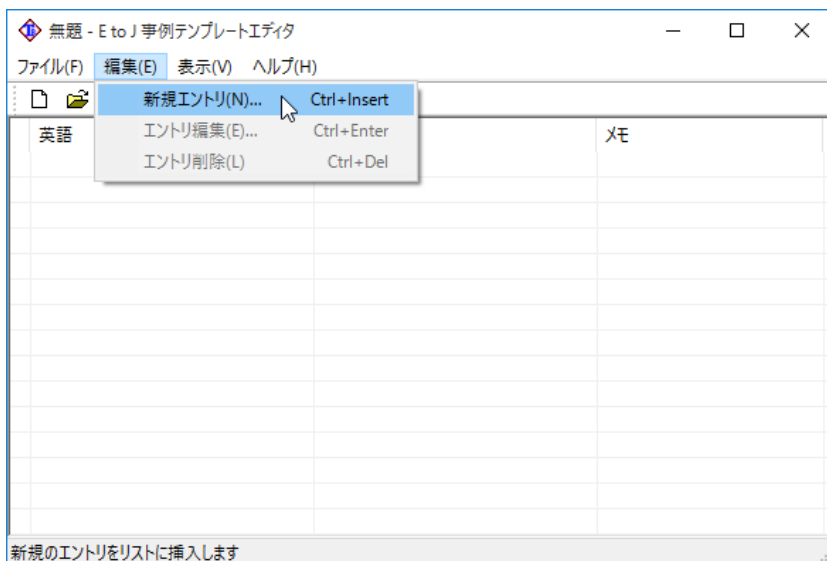 無題 - E to J 事例テンプレートエディタ
ファイル(F) 編集(E) 表示(V) ヘルプ(H)
新規エントリ(N)... Ctrl+Insert
エントリ編集(E)... Ctrl+Enter
エントリ削除(L) Ctrl+Del
英語 メモ
新規のエントリをリストに挿入します